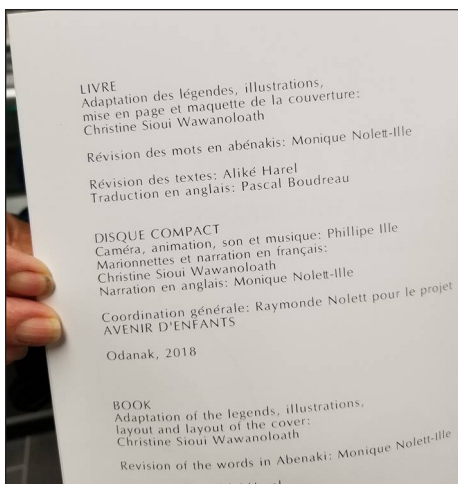 LIVRE
Adaptation des légendes, illustrations,
mise en page et maquette de la couverture:
Christine Sioui Wawanoloath
Révision des mots en abénakis: Monique Nolett-Ille
Révision des textes: Aliké Harel
Traduction en anglais: Pascal Boudreau
DISQUE COMPACT
Caméra, animation, son et musique: Phillipe Ille
Marionnettes et narration en français:
Christine Sioui Wawanoloath
Narration en anglais: Monique Nolett-Ille
Coordination générale: Raymonde Nolett pour le projet
AVENIR D'ENFANTS
Odanak, 2018
BOOK
Adaptation of the legends, illustrations,
layout and layout of the cover:
Christine Sioui Wawanoloath
Revision of the words in Abenaki: Monique Nolett-Ille